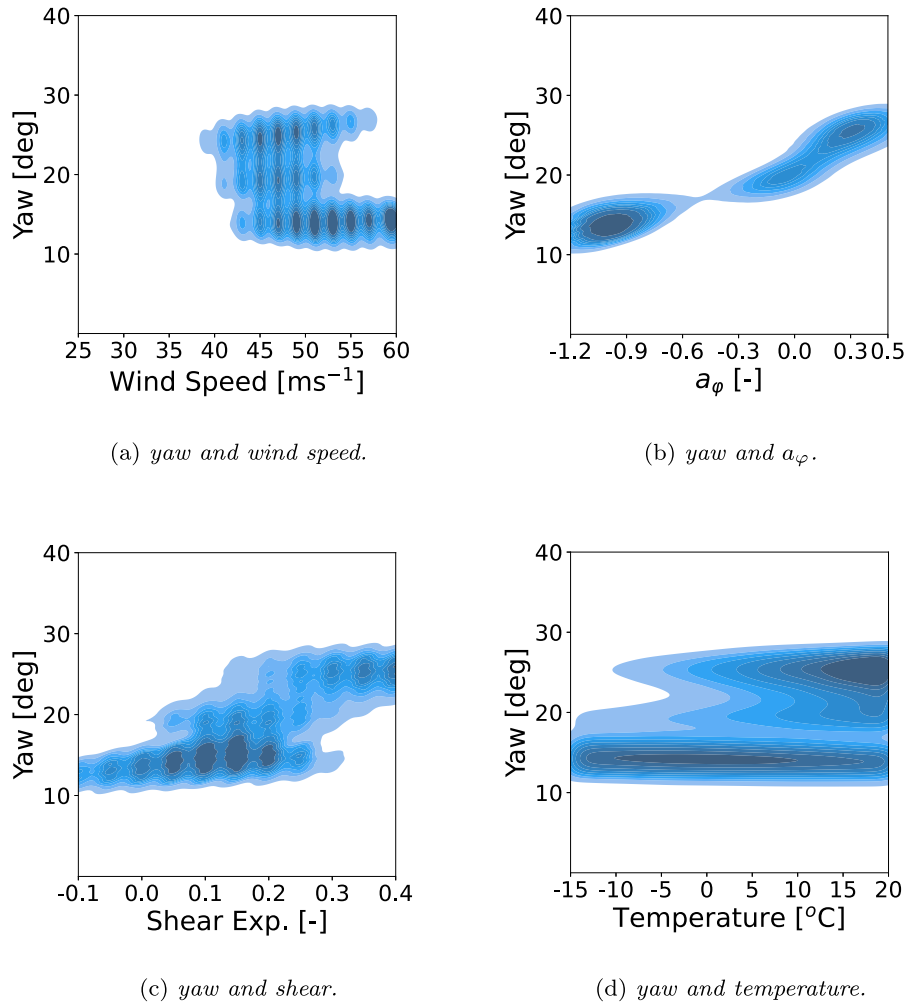 40
30
20
10
Yaw [deg]
25 30 35 40 45 50 55 60
Wind Speed [ms⁻¹]
(a) yaw and wind speed.
40
30
20
10
Yaw [deg]
-1.2 -0.9 -0.6 -0.3 0.0 0.3 0.5
aφ [-]
(b) yaw and aφ.
40
30
20
10
Yaw [deg]
-0.1 0.0 0.1 0.2 0.3 0.4
Shear Exp. [-]
(c) yaw and shear.
40
30
20
10
Yaw [deg]
-15 -10 -5 0 5 10 15 20
Temperature [°C]
(d) yaw and temperature.